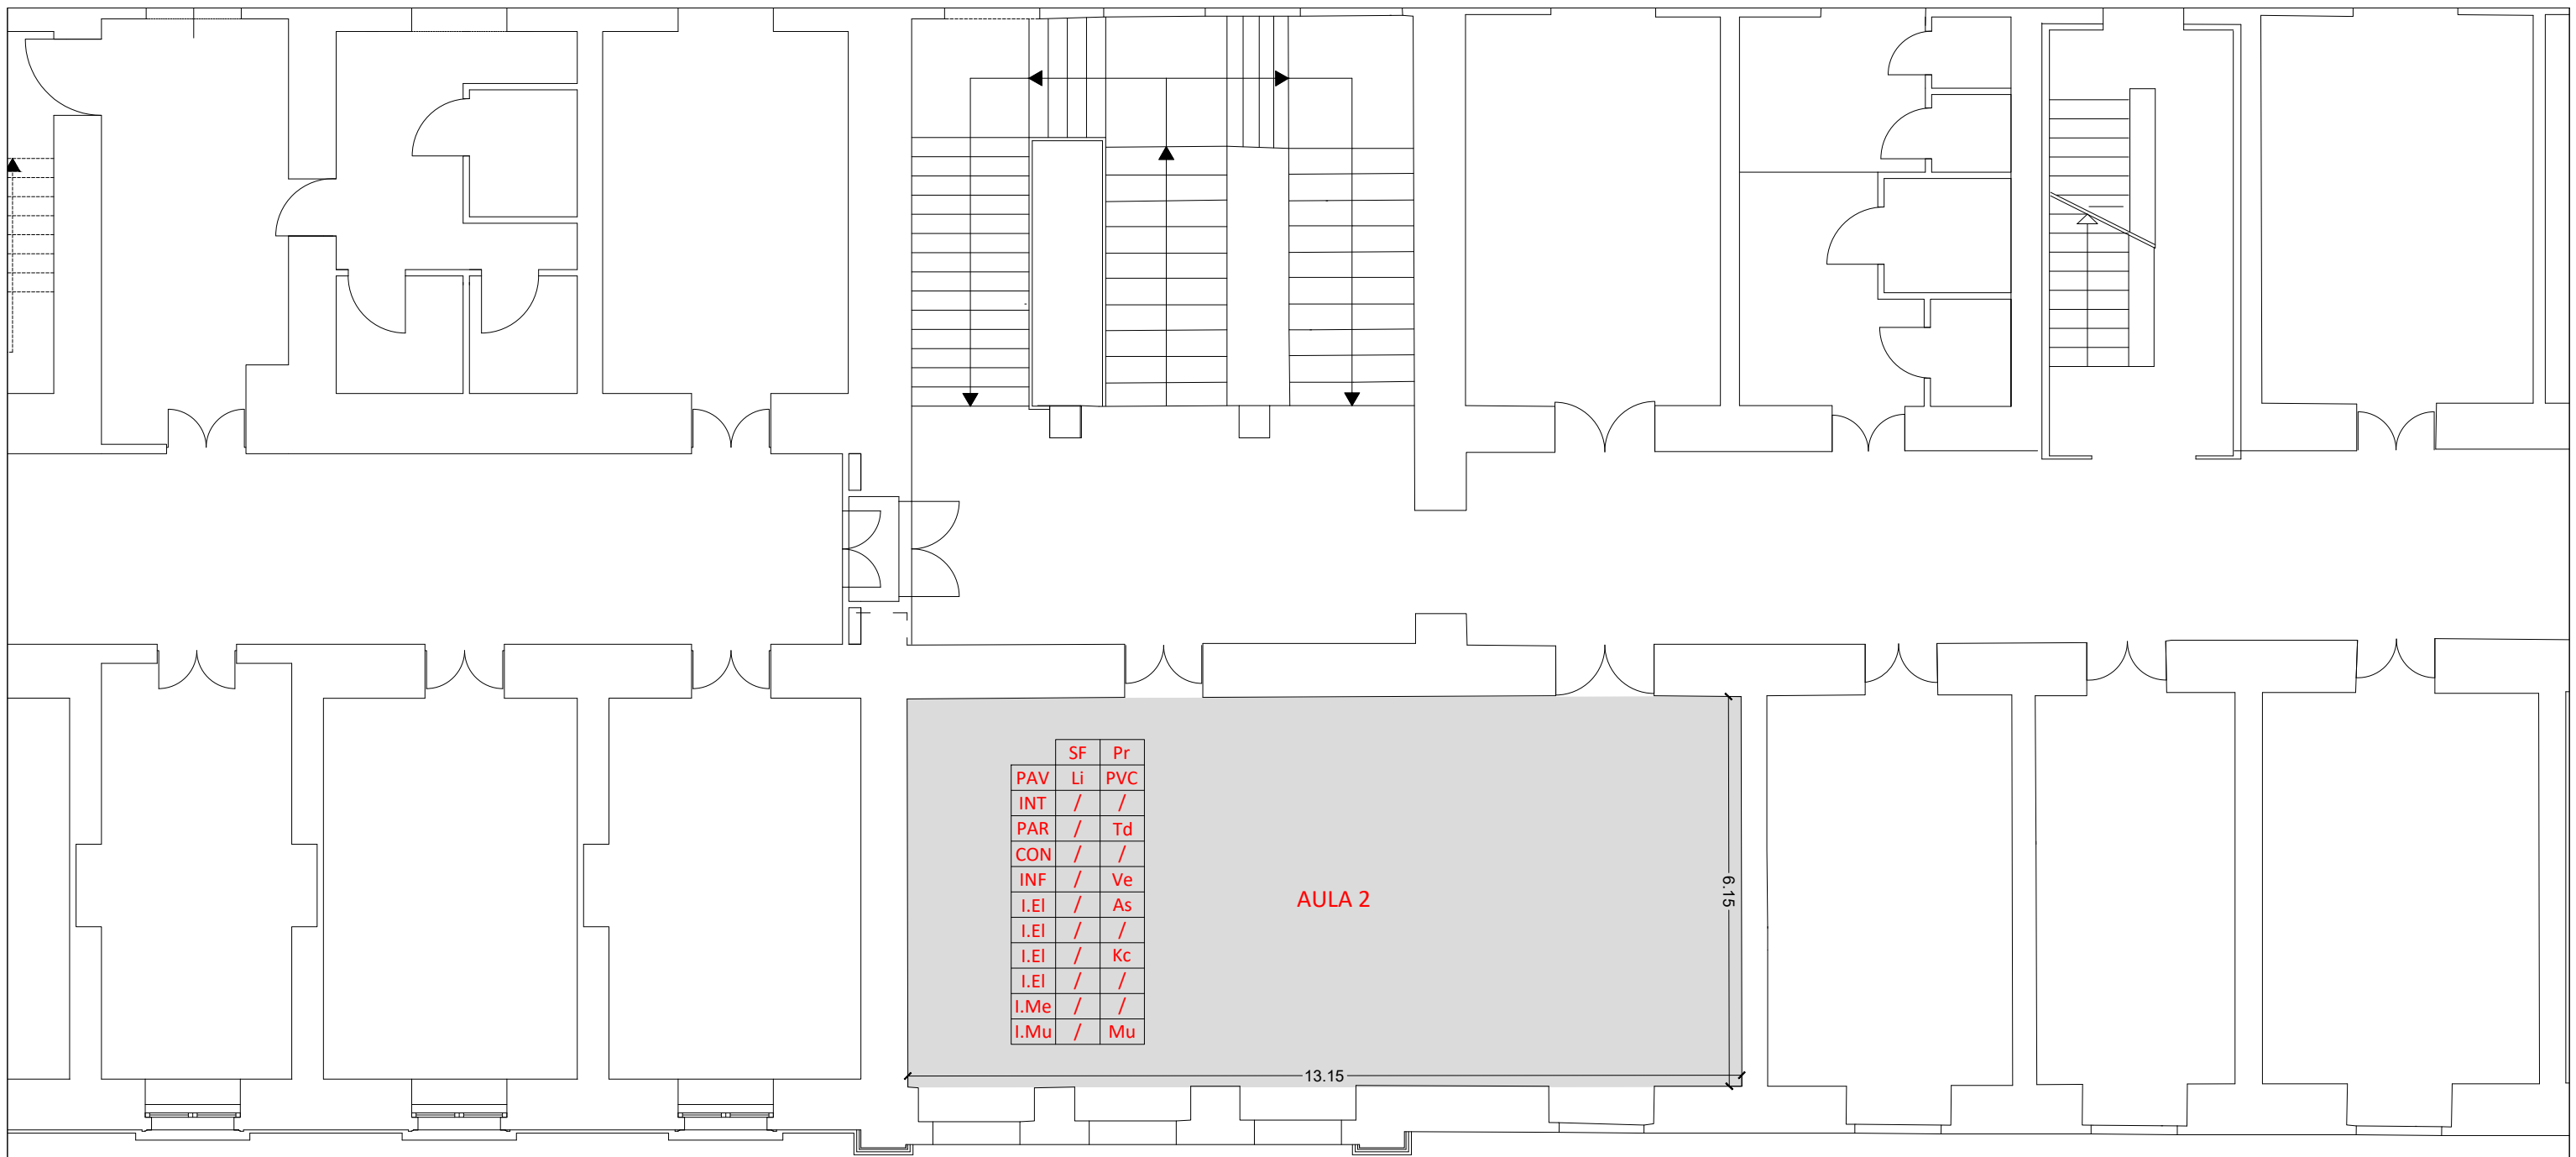 SF Pr
PAV Li PVC
INT / /
PAR / Td
CON / /
INF / Ve
I.El / As
I.El / /
I.El / Kc
I.El / /
I.Me / /
I.Mu / Mu
AULA 2
6.15
13.15